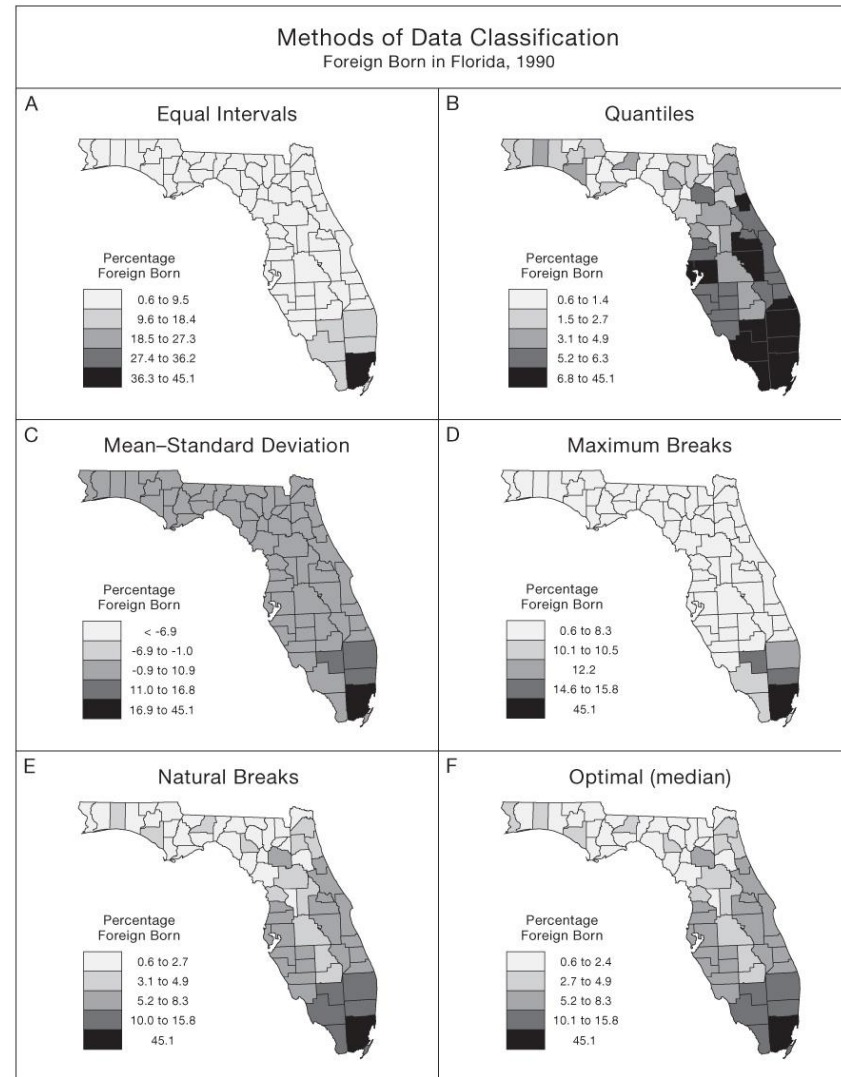 Methods of Data Classification
Foreign Born in Florida, 1990
A
Equal Intervals
Percentage
Foreign Born
0.6 to 9.5
9.6 to 18.4
18.5 to 27.3
27.4 to 36.2
36.3 to 45.1
B
Quantiles
Percentage
Foreign Born
0.6 to 1.4
1.5 to 2.7
3.1 to 4.9
5.2 to 6.3
6.8 to 45.1
C
Mean–Standard Deviation
Percentage
Foreign Born
< -6.9
-6.9 to -1.0
-0.9 to 10.9
11.0 to 16.8
16.9 to 45.1
D
Maximum Breaks
Percentage
Foreign Born
0.6 to 8.3
10.1 to 10.5
12.2
14.6 to 15.8
45.1
E
Natural Breaks
Percentage
Foreign Born
0.6 to 2.7
3.1 to 4.9
5.2 to 8.3
10.0 to 15.8
45.1
F
Optimal (median)
Percentage
Foreign Born
0.6 to 2.4
2.7 to 4.9
5.2 to 8.3
10.1 to 15.8
45.1